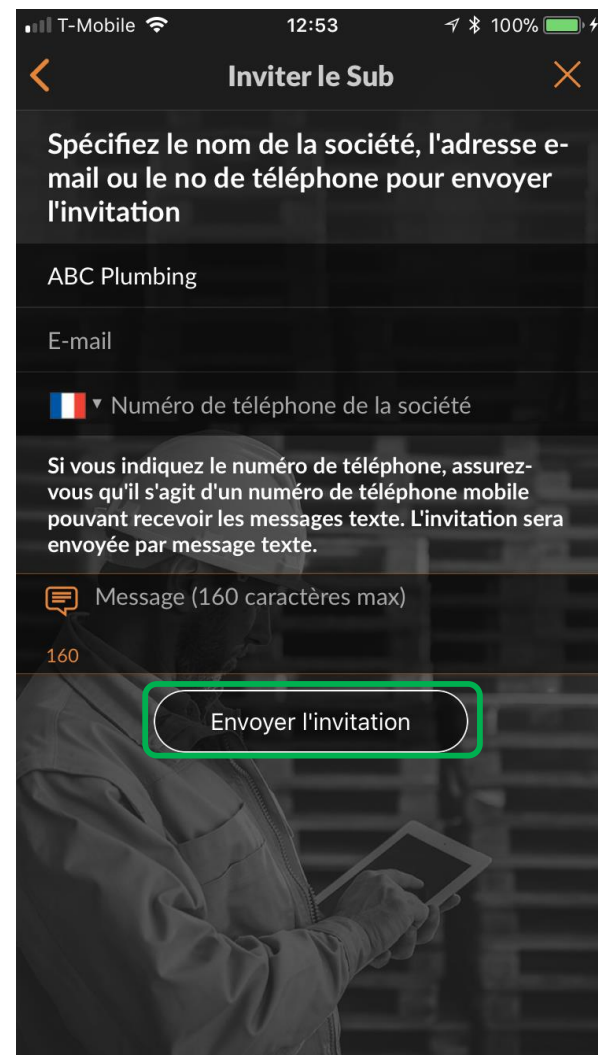 T-Mobile 12:53 100%
Inviter le Sub
Spécifiez le nom de la société, l'adresse e-
mail ou le no de téléphone pour envoyer
l'invitation
ABC Plumbing
E-mail
Numéro de téléphone de la société
Si vous indiquez le numéro de téléphone, assurez-
vous qu'il s'agit d'un numéro de téléphone mobile
pouvant recevoir les messages texte. L'invitation sera
envoyée par message texte.
Message (160 caractères max)
160
Envoyer l'invitation